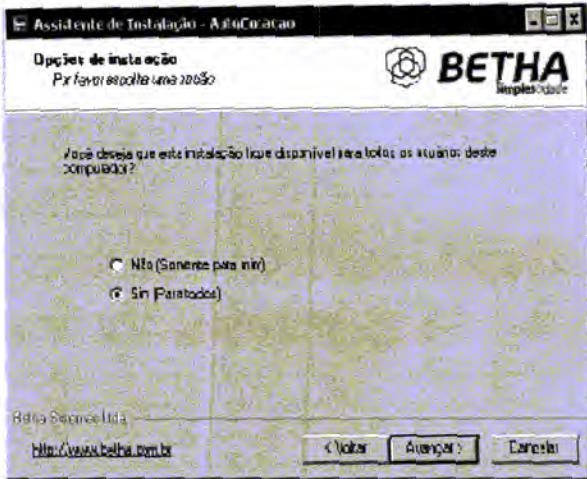 Assistente de Instalação - AutoCotacao
Opções de instalação
Por favor escolha uma opção
BETHA
Simplesidade
Você deseja que esta instalação fique disponível para todos os usuários deste
computador?
Não (Somente para mim)
Sim (Para todos)
Betha Sistemas Ltda
http://www.betha.com.br
< Voltar
Avançar >
Cancelar